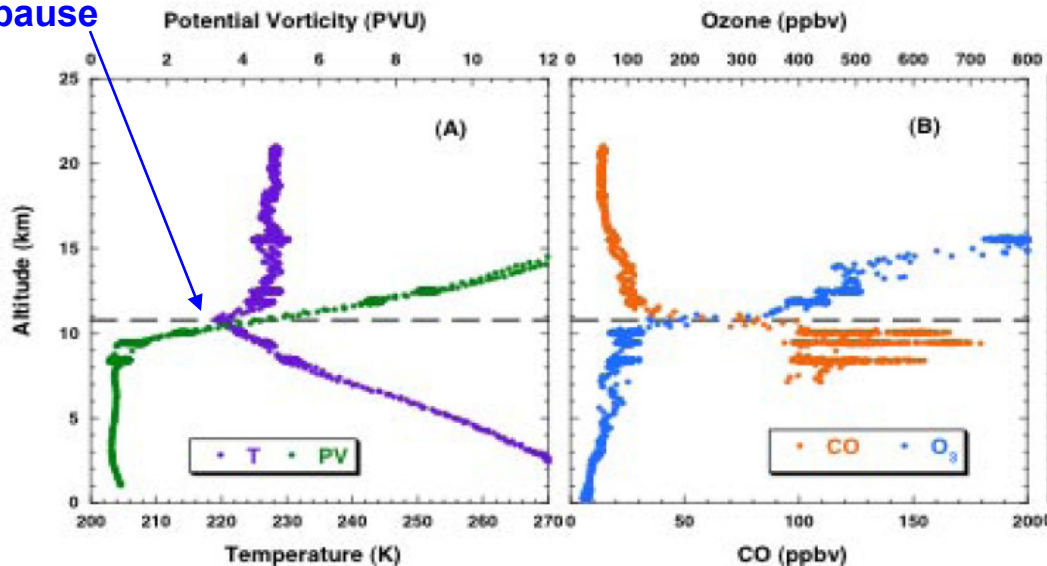 pause
Potential Vorticity (PVU)
Ozone (ppbv)
0 2 4 6 8 10 12
0 100 200 300 400 500 600 700 800
25
20
15
10
5
0
Altitude (km)
(A)
(B)
T PV
CO O₃
200 210 220 230 240 250 260 270
0 50 100 150 200
Temperature (K)
CO (ppbv)